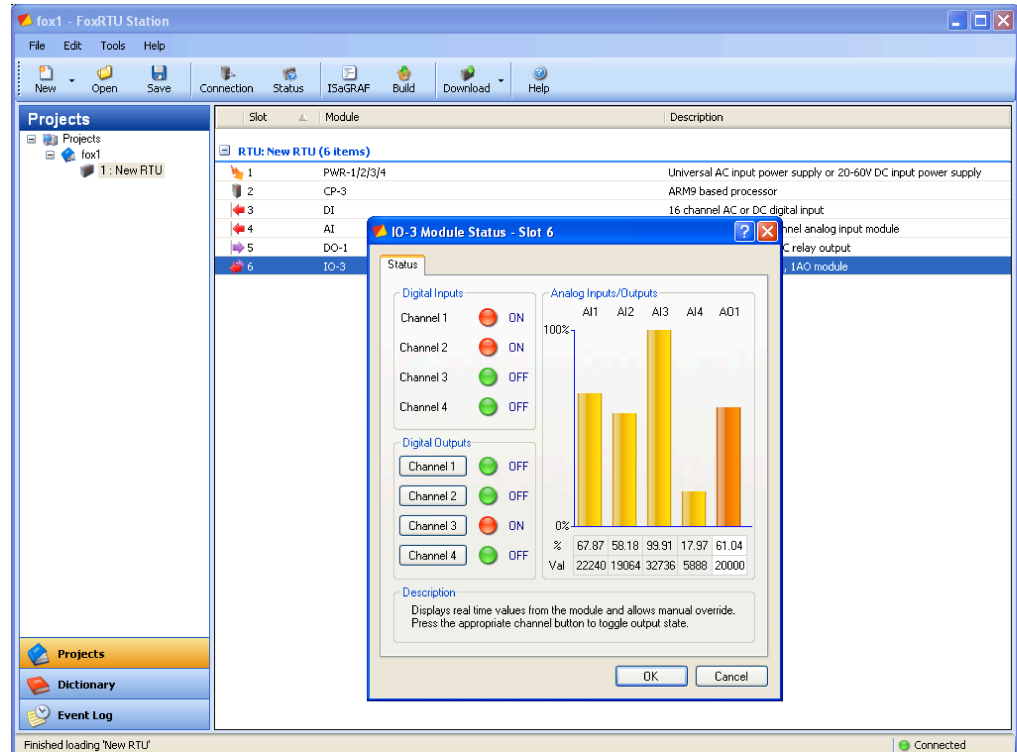 fox1 - FoxRTU Station
File Edit Tools Help
New Open Save Connection Status ISaGRAF Build Download Help
Projects
Projects
fox1
1 : New RTU
Slot Module Description
RTU: New RTU (6 items)
1 PWR-1/2/3/4 Universal AC input power supply or 20-60V DC input power supply
2 CP-3 ARM9 based processor
3 DI 16 channel AC or DC digital input
4 AI nnel analog input module
5 DO-1 C relay output
6 IO-3 , 1AO module
IO-3 Module Status - Slot 6
Status
Digital Inputs
Channel 1 ON
Channel 2 ON
Channel 3 OFF
Channel 4 OFF
Digital Outputs
Channel 1 OFF
Channel 2 OFF
Channel 3 ON
Channel 4 OFF
Analog Inputs/Outputs
AI1 AI2 AI3 AI4 AO1
100%
0%
% 67.87 58.18 99.91 17.97 61.04
Val 22240 19064 32736 5888 20000
Description
Displays real time values from the module and allows manual override.
Press the appropriate channel button to toggle output state.
OK Cancel
Projects
Dictionary
Event Log
Finished loading 'New RTU' Connected